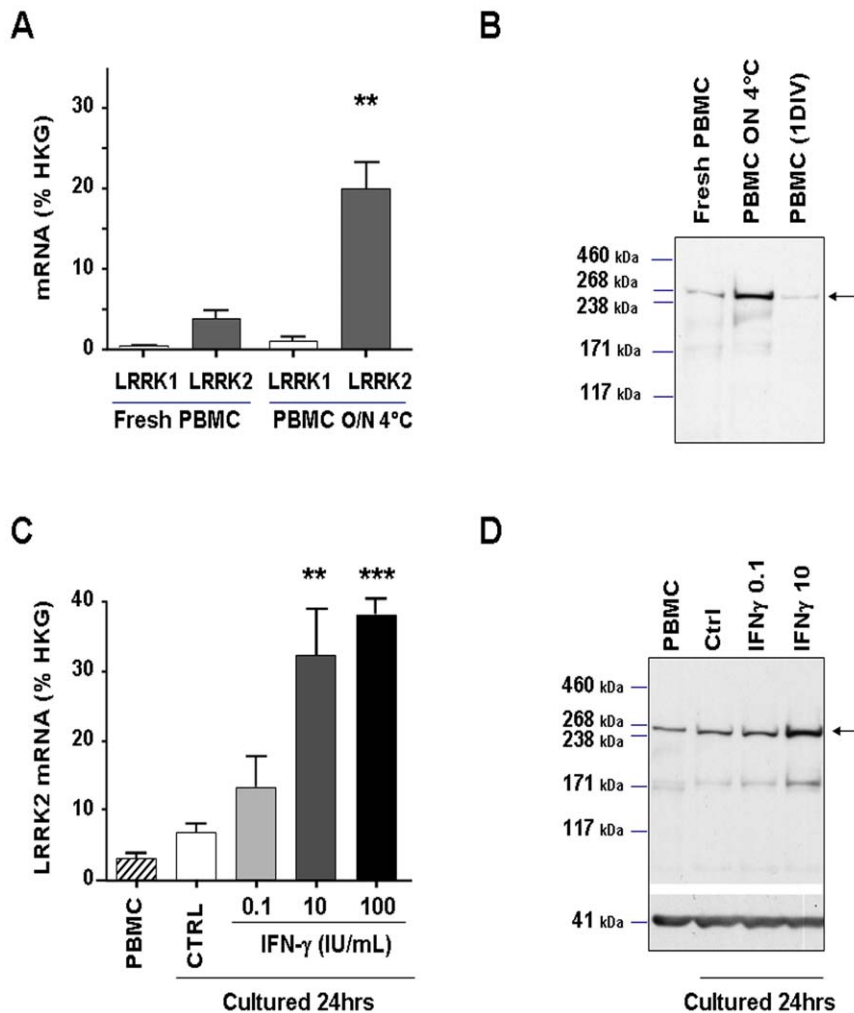 A
mRNA (% HKG)
30
20
10
0
**
LRRK1 LRRK2 LRRK1 LRRK2
Fresh PBMC PBMC O/N 4°C
B
Fresh PBMC
PBMC ON 4°C
PBMC (1DIV)
460 kDa
268 kDa
238 kDa
171 kDa
117 kDa
C
LRRK2 mRNA (% HKG)
40
30
20
10
0
** ***
PBMC
CTRL
0.1 10 100
IFN-γ (IU/mL)
Cultured 24hrs
D
PBMC
Ctrl
IFNγ 0.1
IFNγ 10
460 kDa
268 kDa
238 kDa
171 kDa
117 kDa
41 kDa
Cultured 24hrs